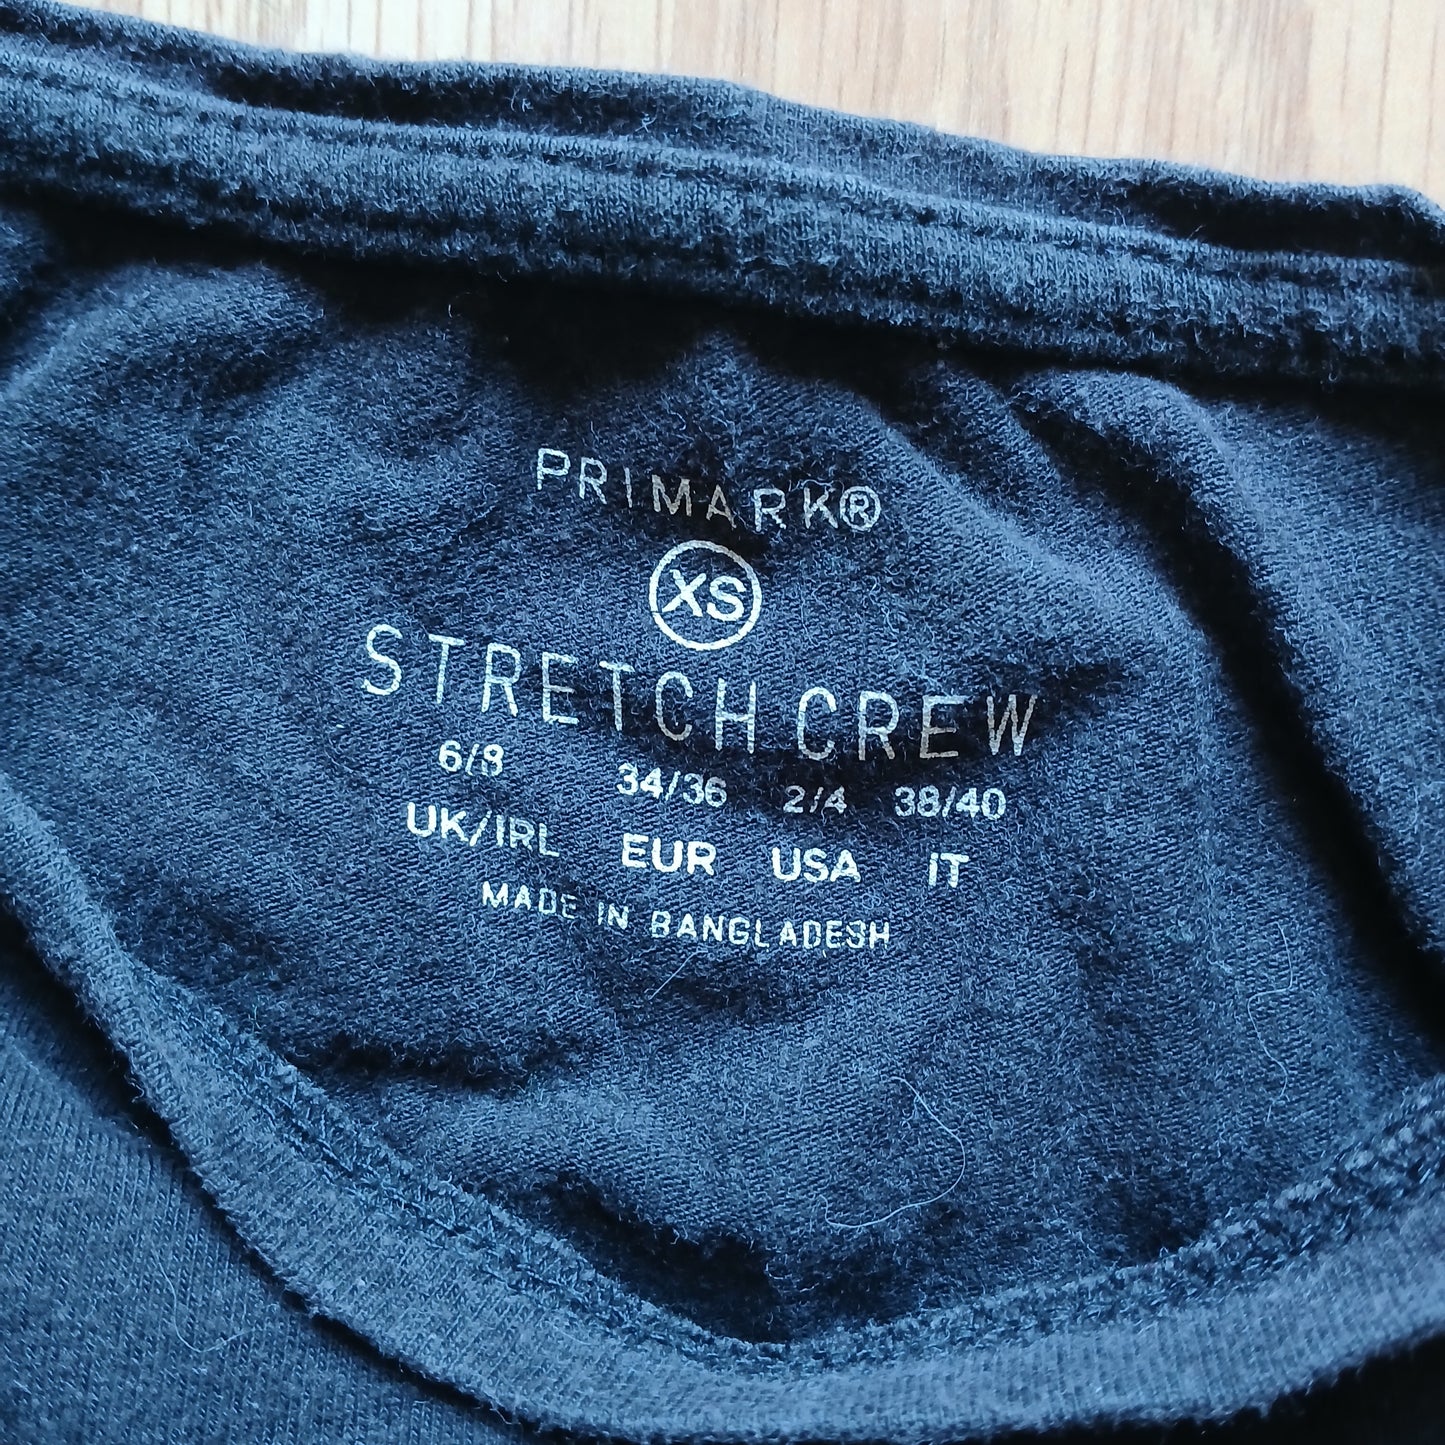 PRIMARK®
XS
STRETCH CREW
6/8 34/36 2/4 38/40
UK/IRL EUR USA IT
MADE IN BANGLADESH